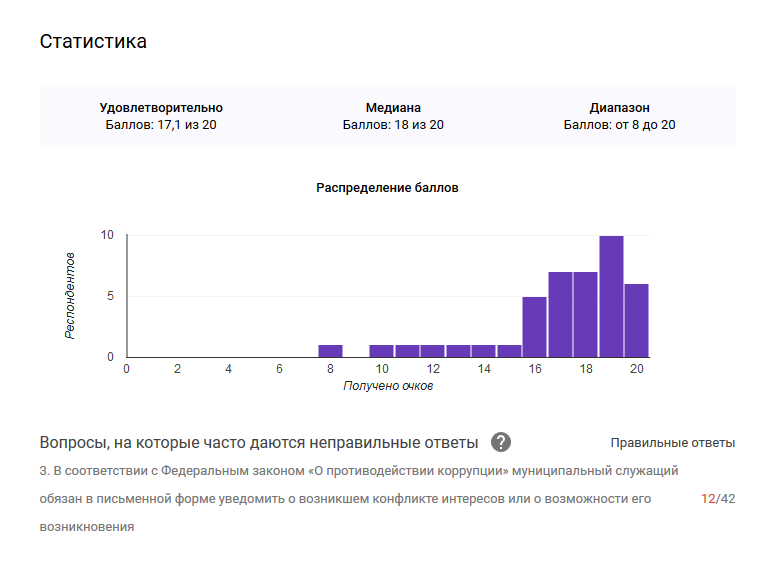 Статистика
Удовлетворительно
Баллов: 17,1 из 20
Медиана
Баллов: 18 из 20
Диапазон
Баллов: от 8 до 20
Распределение баллов
Респондентов
10
5
0
0 2 4 6 8 10 12 14 16 18 20
Получено очков
Вопросы, на которые часто даются неправильные ответы ? Правильные ответы
3. В соответствии с Федеральным законом «О противодействии коррупции» муниципальный служащий
обязан в письменной форме уведомить о возникшем конфликте интересов или о возможности его 12/42
возникновения